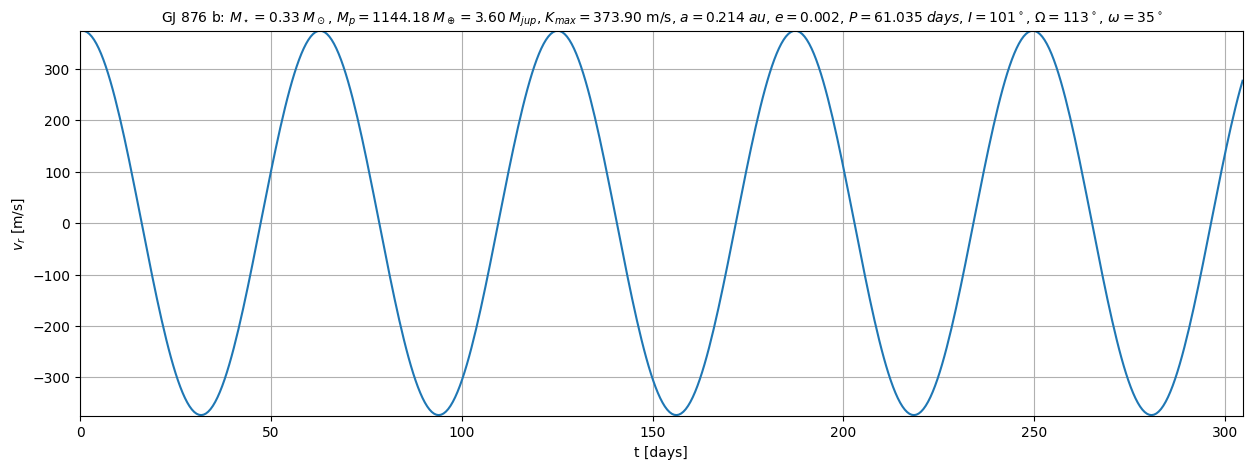 GJ 876 b: M⋆ = 0.33 M⊙, Mp = 1144.18 M⊕ = 3.60 Mjup, Kmax = 373.90 m/s, a = 0.214 au, e = 0.002, P = 61.035 days, I = 101°, Ω = 113°, ω = 35°
300
200
100
0
−100
−200
−300
vr [m/s]
0 50 100 150 200 250 300
t [days]